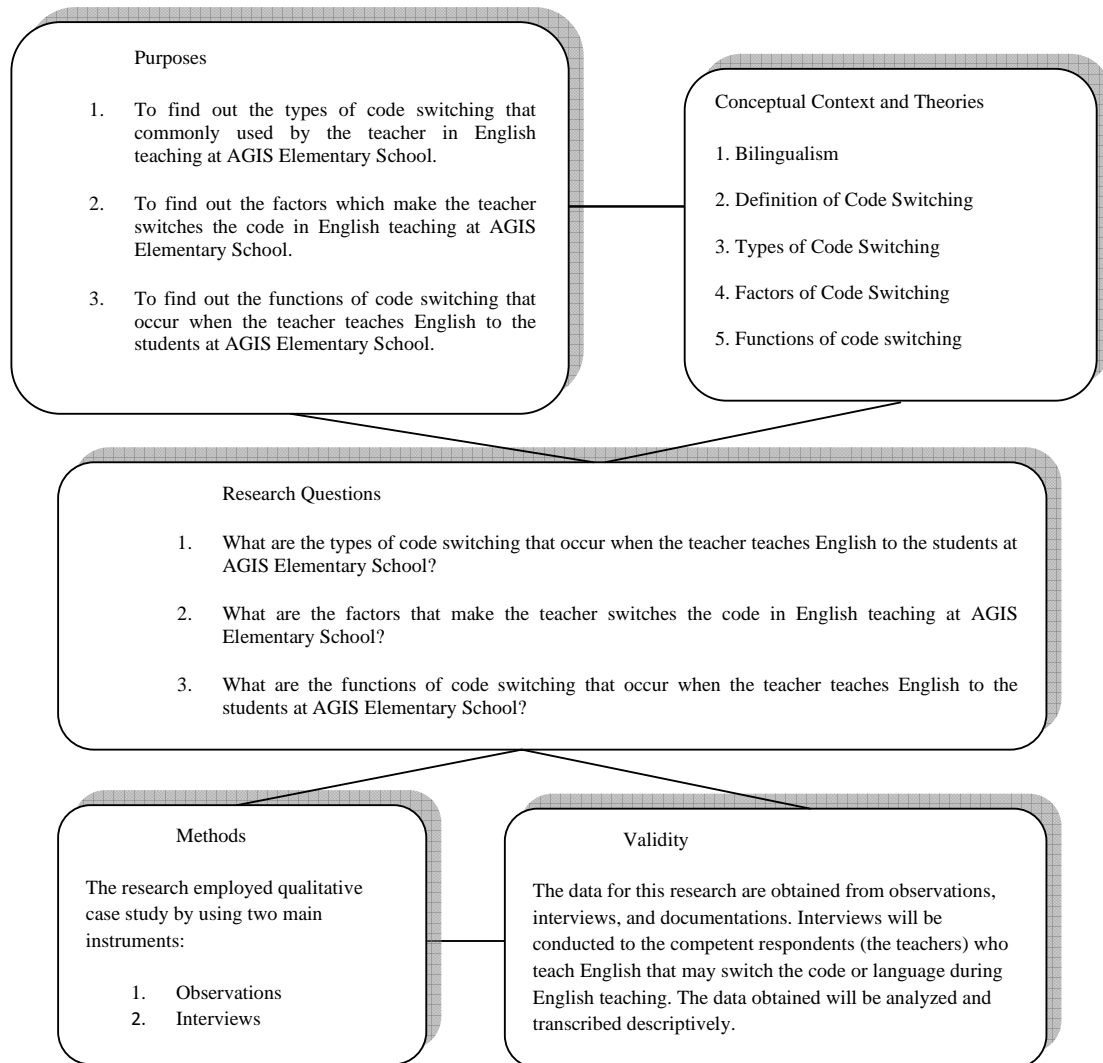 Purposes
1. To find out the types of code switching that
commonly used by the teacher in English
teaching at AGIS Elementary School.
2. To find out the factors which make the teacher
switches the code in English teaching at AGIS
Elementary School.
3. To find out the functions of code switching that
occur when the teacher teaches English to the
students at AGIS Elementary School.
Conceptual Context and Theories
1. Bilingualism
2. Definition of Code Switching
3. Types of Code Switching
4. Factors of Code Switching
5. Functions of code switching
Research Questions
1. What are the types of code switching that occur when the teacher teaches English to the students at
AGIS Elementary School?
2. What are the factors that make the teacher switches the code in English teaching at AGIS
Elementary School?
3. What are the functions of code switching that occur when the teacher teaches English to the
students at AGIS Elementary School?
Methods
The research employed qualitative
case study by using two main
instruments:
1. Observations
2. Interviews
Validity
The data for this research are obtained from observations,
interviews, and documentations. Interviews will be
conducted to the competent respondents (the teachers) who
teach English that may switch the code or language during
English teaching. The data obtained will be analyzed and
transcribed descriptively.